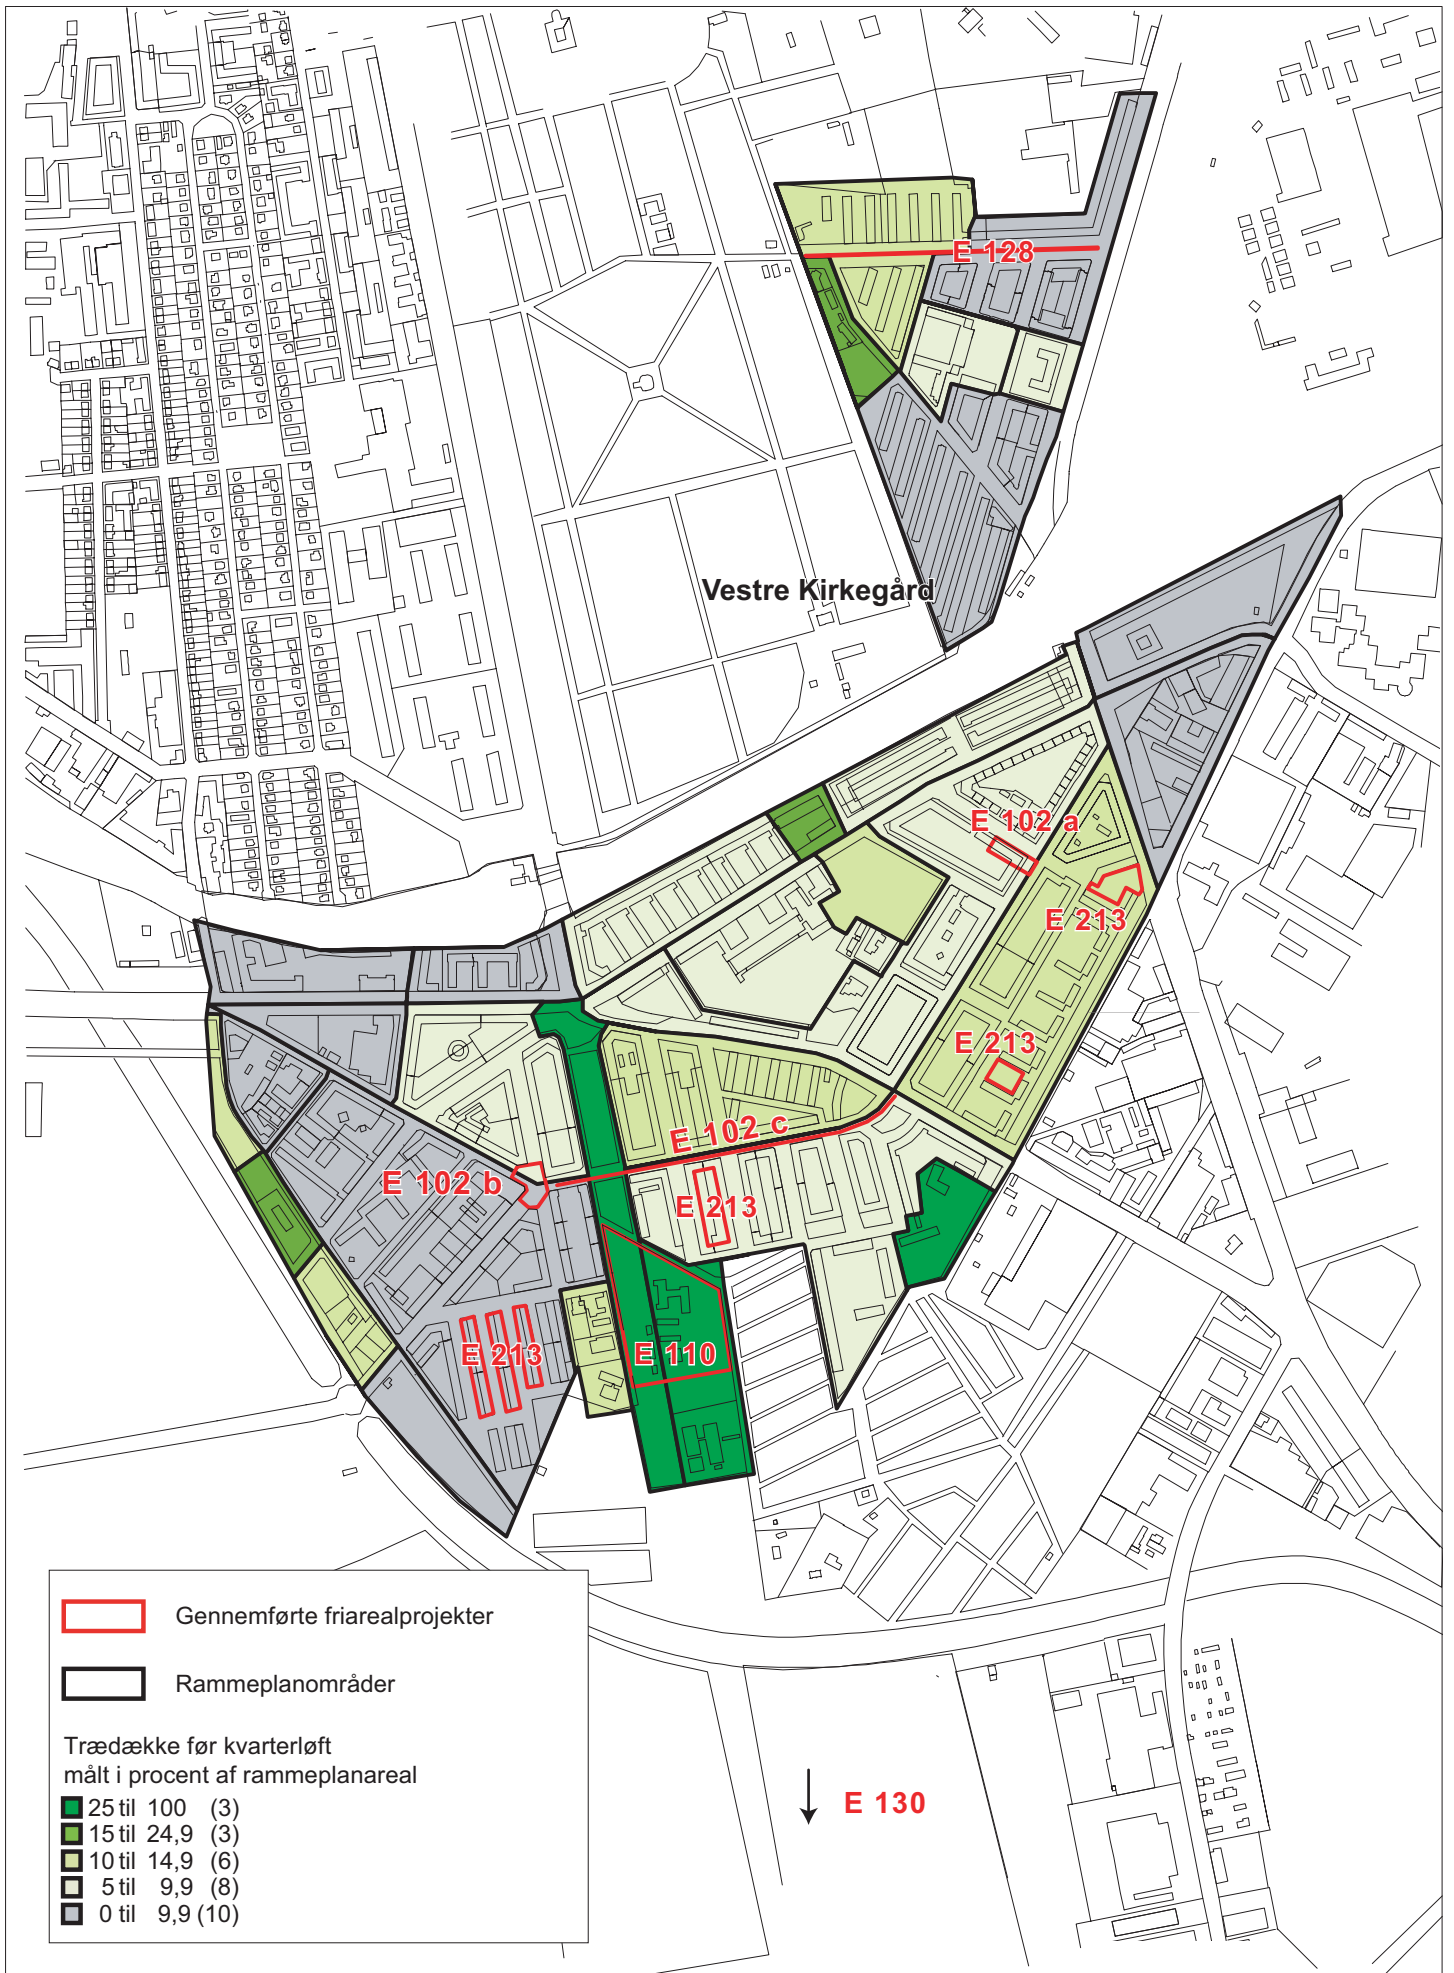 E 128
Vestre Kirkegård
E 102 a
E 213
E 213
E 102 c
E 102 b
E 213
E 213
E 110
Gennemførte friarealprojekter
Rammeplanområder
Trædække før kvarterløft
målt i procent af rammeplanareal
25 til 100 (3)
15 til 24,9 (3)
10 til 14,9 (6)
5 til 9,9 (8)
0 til 9,9 (10)
E 130